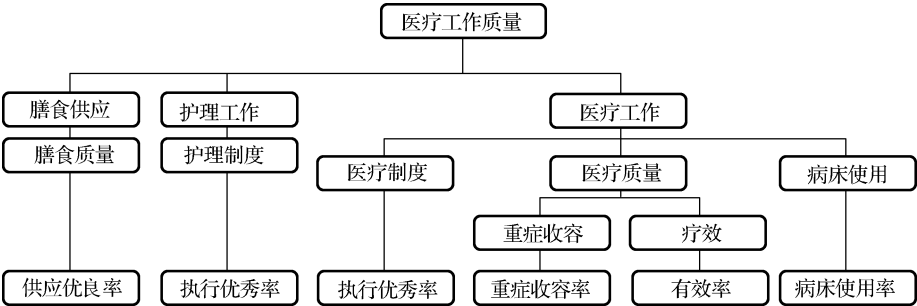 医疗工作质量
膳食供应
护理工作
医疗工作
膳食质量
护理制度
医疗制度
医疗质量
病床使用
重症收容
疗效
供应优良率
执行优秀率
执行优秀率
重症收容率
有效率
病床使用率